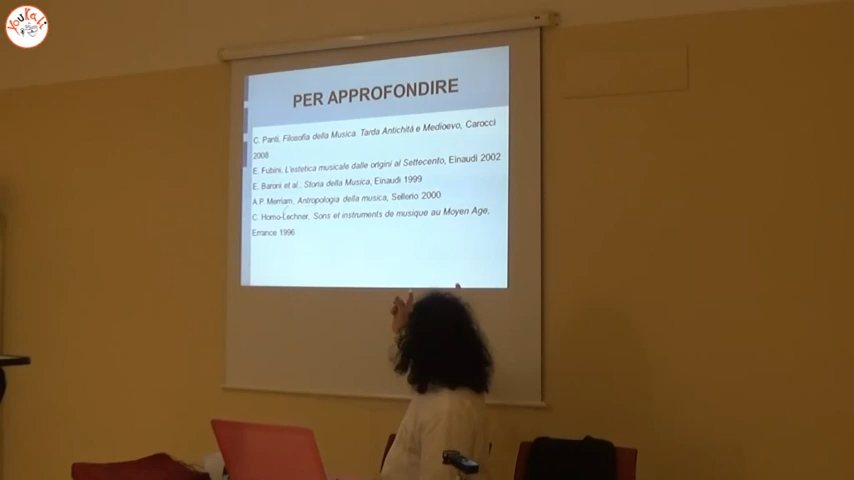 YouKali
PER APPROFONDIRE
C. Panti, Filosofia della Musica. Tarda Antichità e Medioevo, Carocci
2008
E. Fubini, L'estetica musicale dalle origini al Settecento, Einaudi 2002
E. Baroni et al., Storia della Musica, Einaudi 1999
A.P. Merriam, Antropologia della musica, Sellerio 2000
C. Homo-Lechner, Sons et instruments de musique au Moyen Age,
Errance 1996